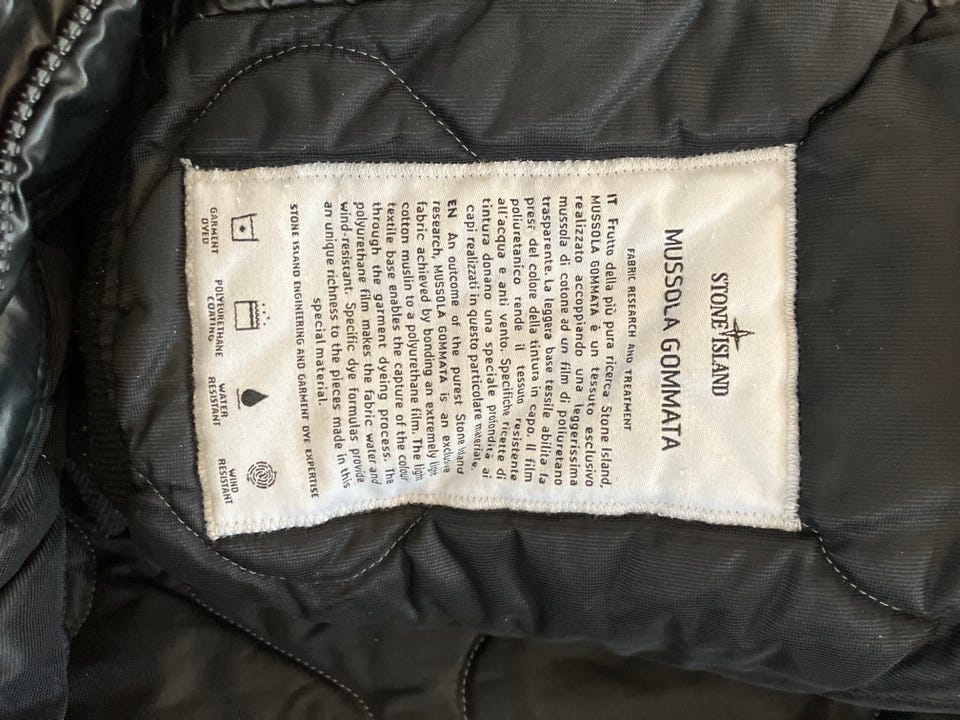 STONE ISLAND
MUSSOLA GOMMATA
FABRIC RESEARCH AND TREATMENT
IT Frutto della più pura ricerca Stone Island,
MUSSOLA GOMMATA è un tessuto esclusivo
realizzato accoppiando una leggerissima
mussola di cotone ad un film di poliuretano
trasparente. La leggera base tessile abilita la
presa del colore della tintura in capo. Il film
poliuretanico rende il tessuto resistente
all'acqua e anti vento. Specifiche ricette di
tintura donano una speciale profondità ai
capi realizzati in questo particolare materiale.
EN An outcome of the purest Stone Island
research, MUSSOLA GOMMATA is an exclusive
fabric achieved by bonding an extremely light
cotton muslin to a polyurethane film. The light
textile base enables the capture of the colour
through the garment dyeing process. The
polyurethane film makes the fabric water and
wind-resistant. Specific dye formulas provide
an unique richness to the pieces made in this
special material.
STONE ISLAND ENGINEERING AND GARMENT DYE EXPERTISE
GARMENT
DYED
POLYURETHANE
COATING
WATER
RESISTANT
WIND
RESISTANT